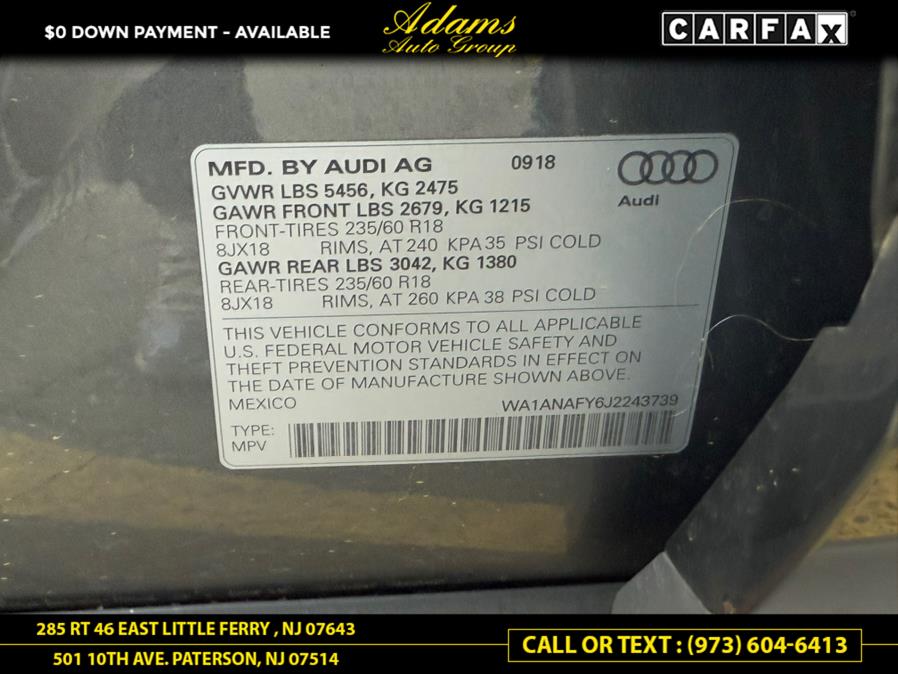 $0 DOWN PAYMENT - AVAILABLE
Adams
Auto Group
CARFAX
MFD. BY AUDI AG 0918
GVWR LBS 5456, KG 2475
GAWR FRONT LBS 2679, KG 1215
FRONT-TIRES 235/60 R18
8JX18 RIMS, AT 240 KPA 35 PSI COLD
GAWR REAR LBS 3042, KG 1380
REAR-TIRES 235/60 R18
8JX18 RIMS, AT 260 KPA 38 PSI COLD
Audi
THIS VEHICLE CONFORMS TO ALL APPLICABLE
U.S. FEDERAL MOTOR VEHICLE SAFETY AND
THEFT PREVENTION STANDARDS IN EFFECT ON
THE DATE OF MANUFACTURE SHOWN ABOVE.
MEXICO WA1ANAFY6J2243739
TYPE:
MPV
285 RT 46 EAST LITTLE FERRY , NJ 07643
501 10TH AVE. PATERSON, NJ 07514
CALL OR TEXT : (973) 604-6413